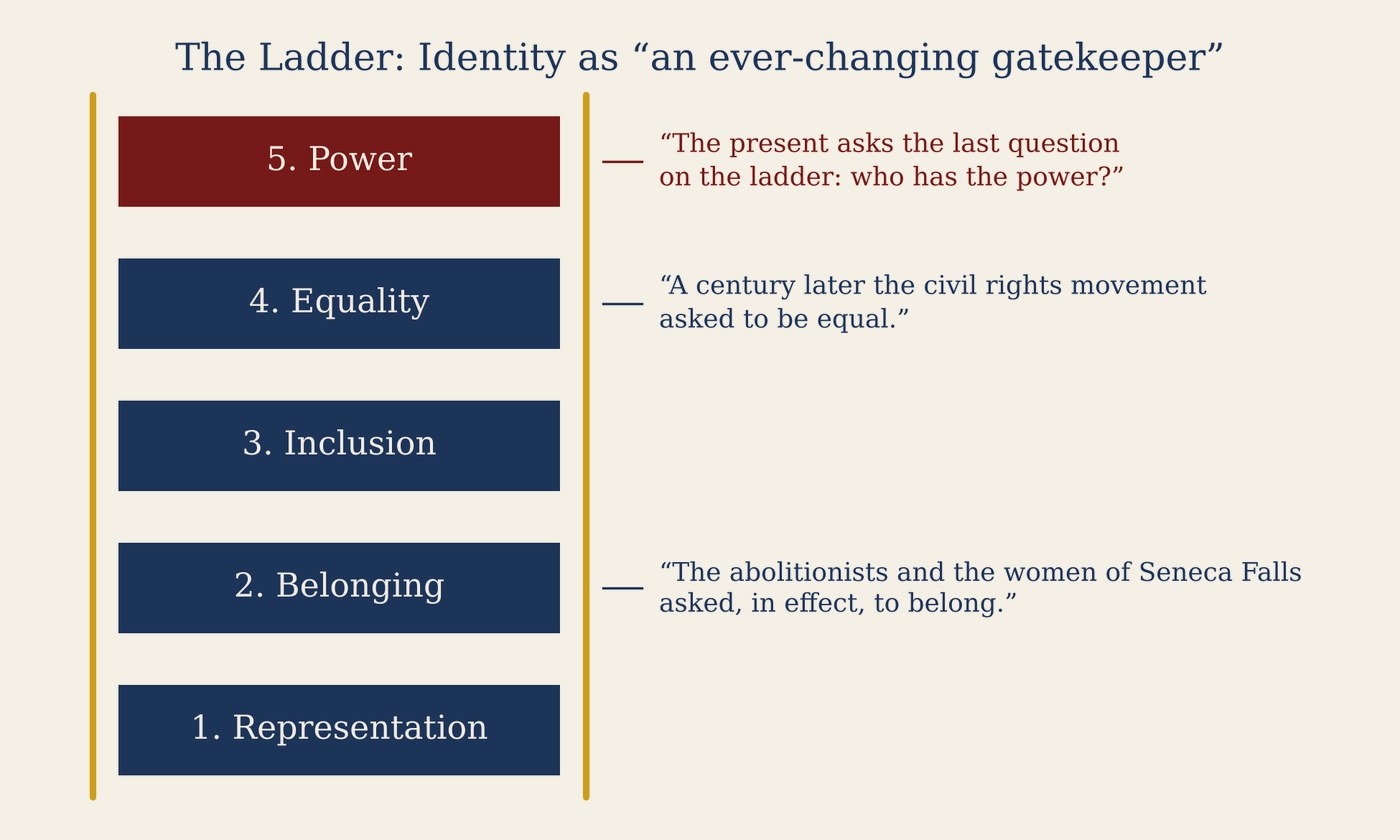 The Ladder: Identity as “an ever-changing gatekeeper”
5. Power
“The present asks the last question
on the ladder: who has the power?”
4. Equality
“A century later the civil rights movement
asked to be equal.”
3. Inclusion
2. Belonging
“The abolitionists and the women of Seneca Falls
asked, in effect, to belong.”
1. Representation